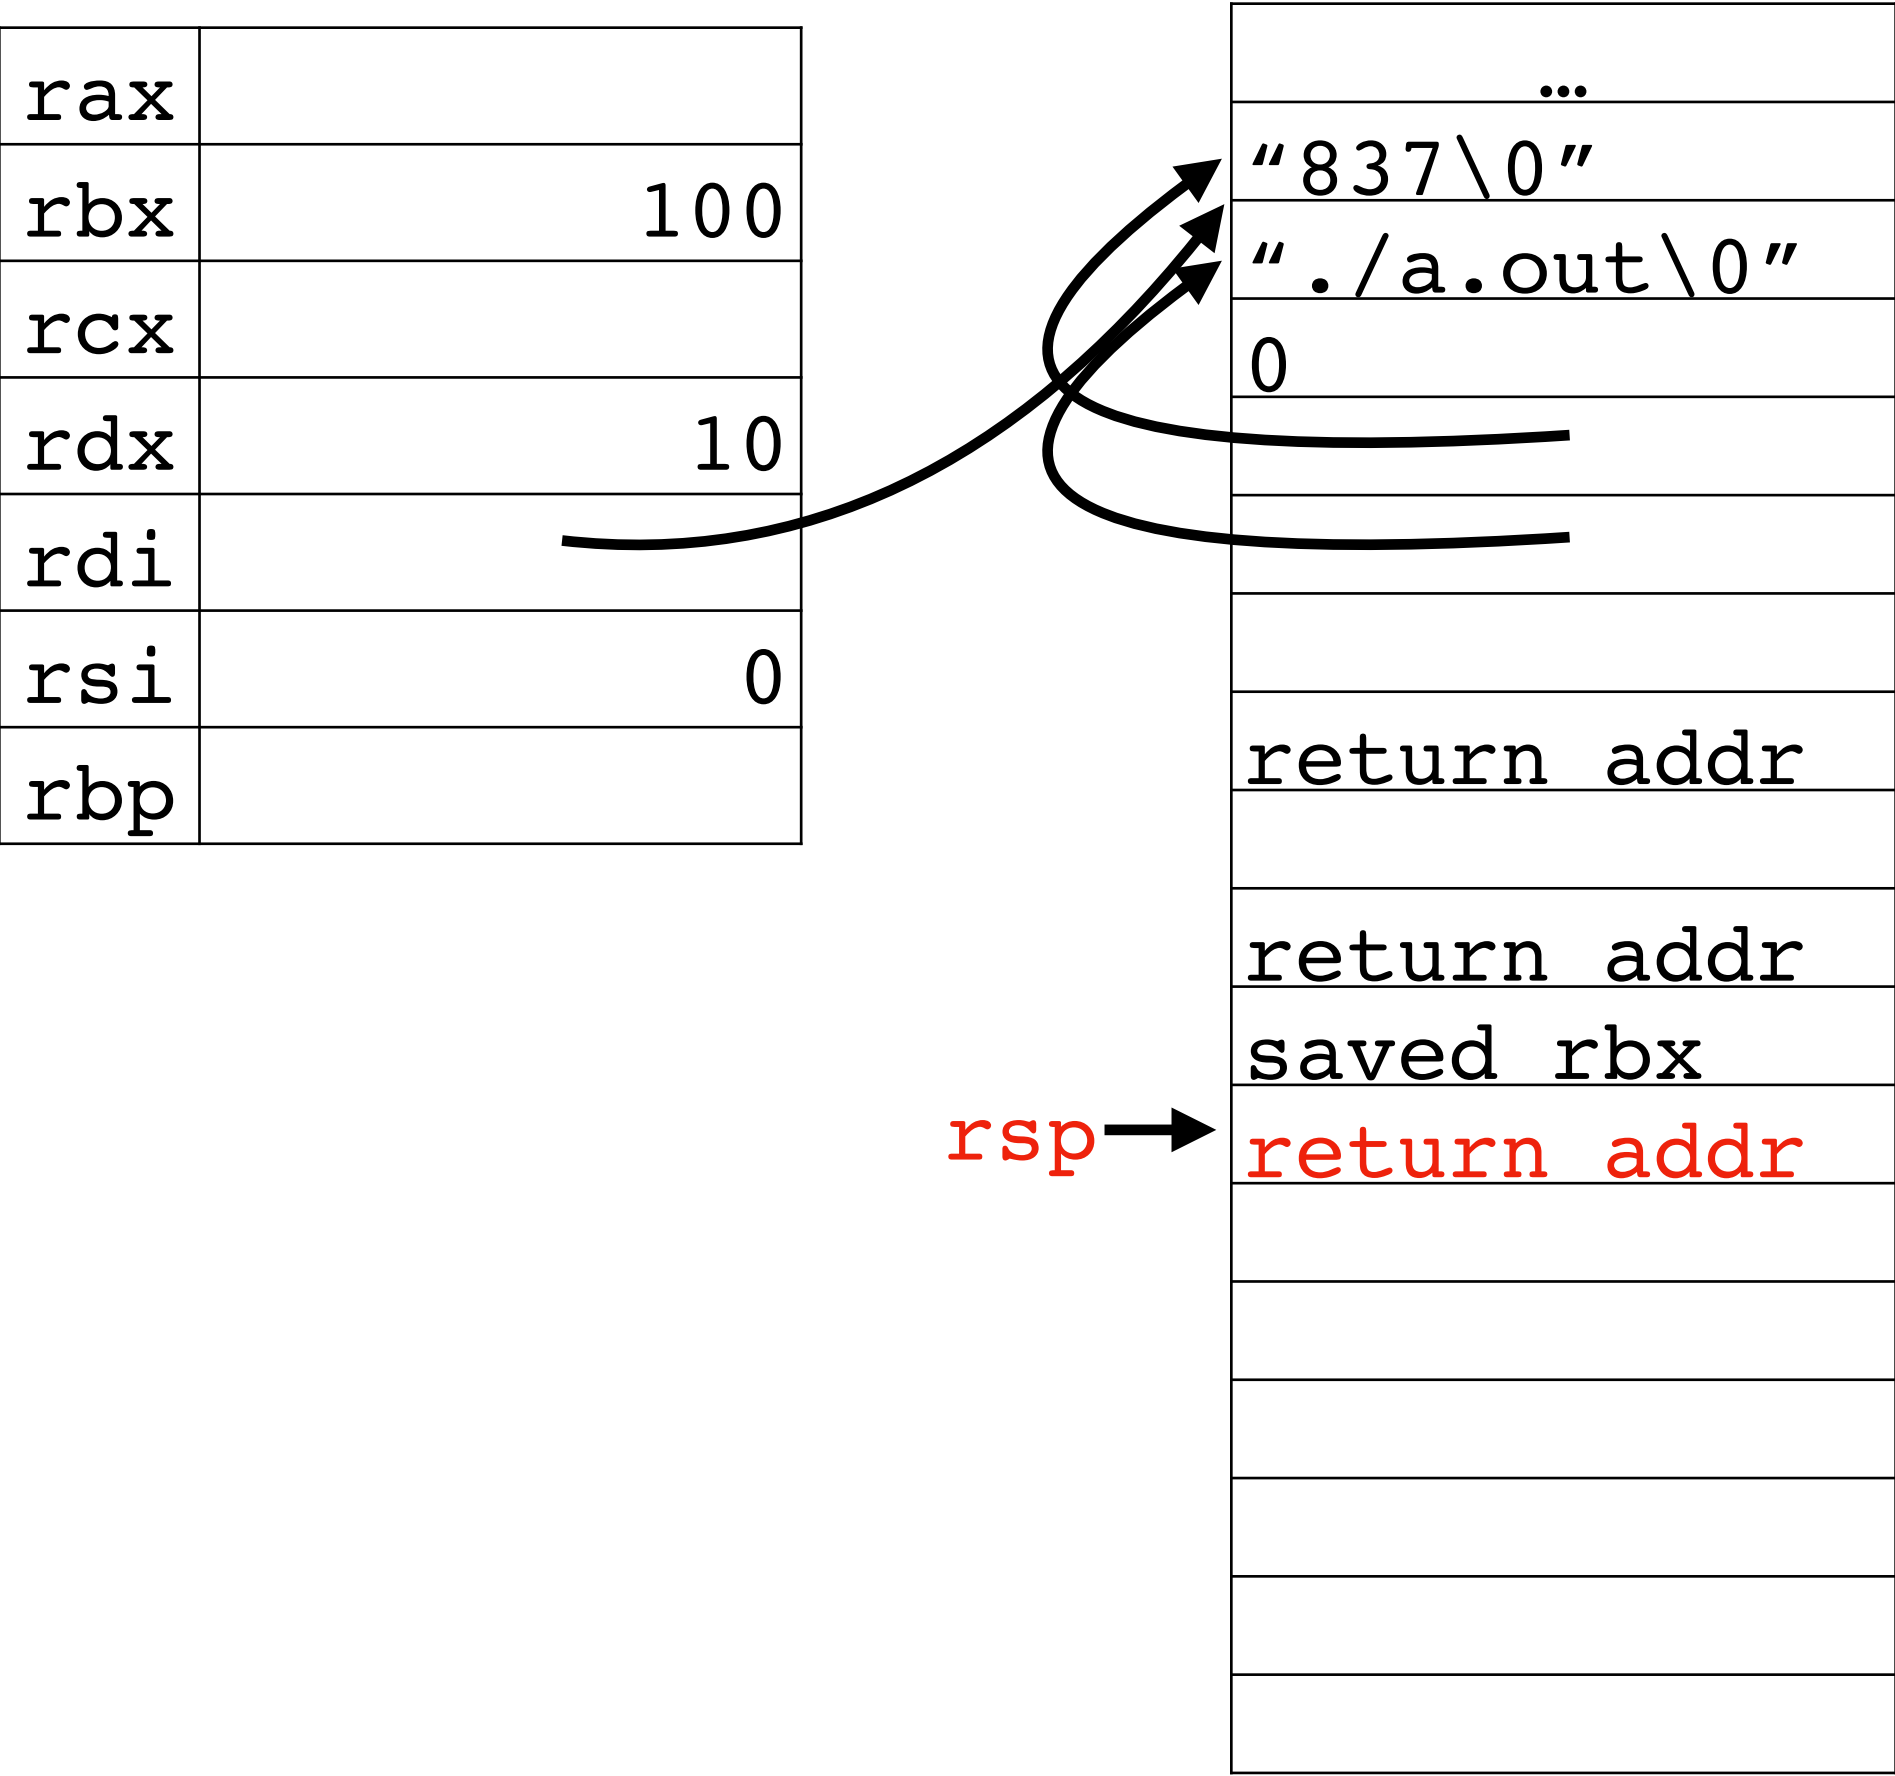 rax
rbx 100
rcx
rdx 10
rdi
rsi 0
rbp
…
“837\0”
“./a.out\0”
0
return addr
return addr
saved rbx
rsp
return addr